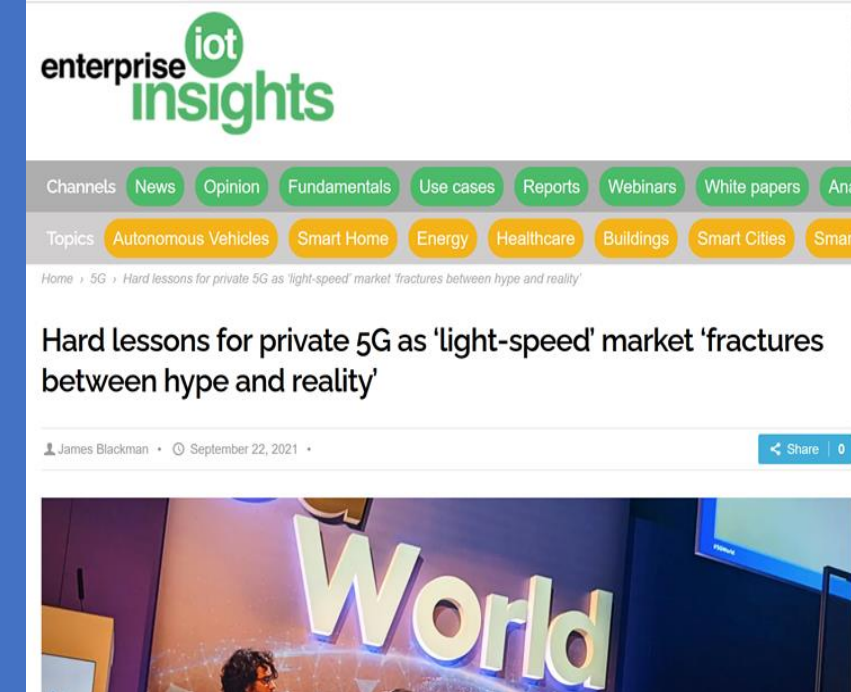 enterprise iot
insights
Channels News Opinion Fundamentals Use cases Reports Webinars White papers Ana
Topics Autonomous Vehicles Smart Home Energy Healthcare Buildings Smart Cities Smar
Home › 5G › Hard lessons for private 5G as 'light-speed' market 'fractures between hype and reality'
Hard lessons for private 5G as ‘light-speed’ market ‘fractures
between hype and reality’
James Blackman • September 22, 2021 •
Share 0
#5GWorld
World